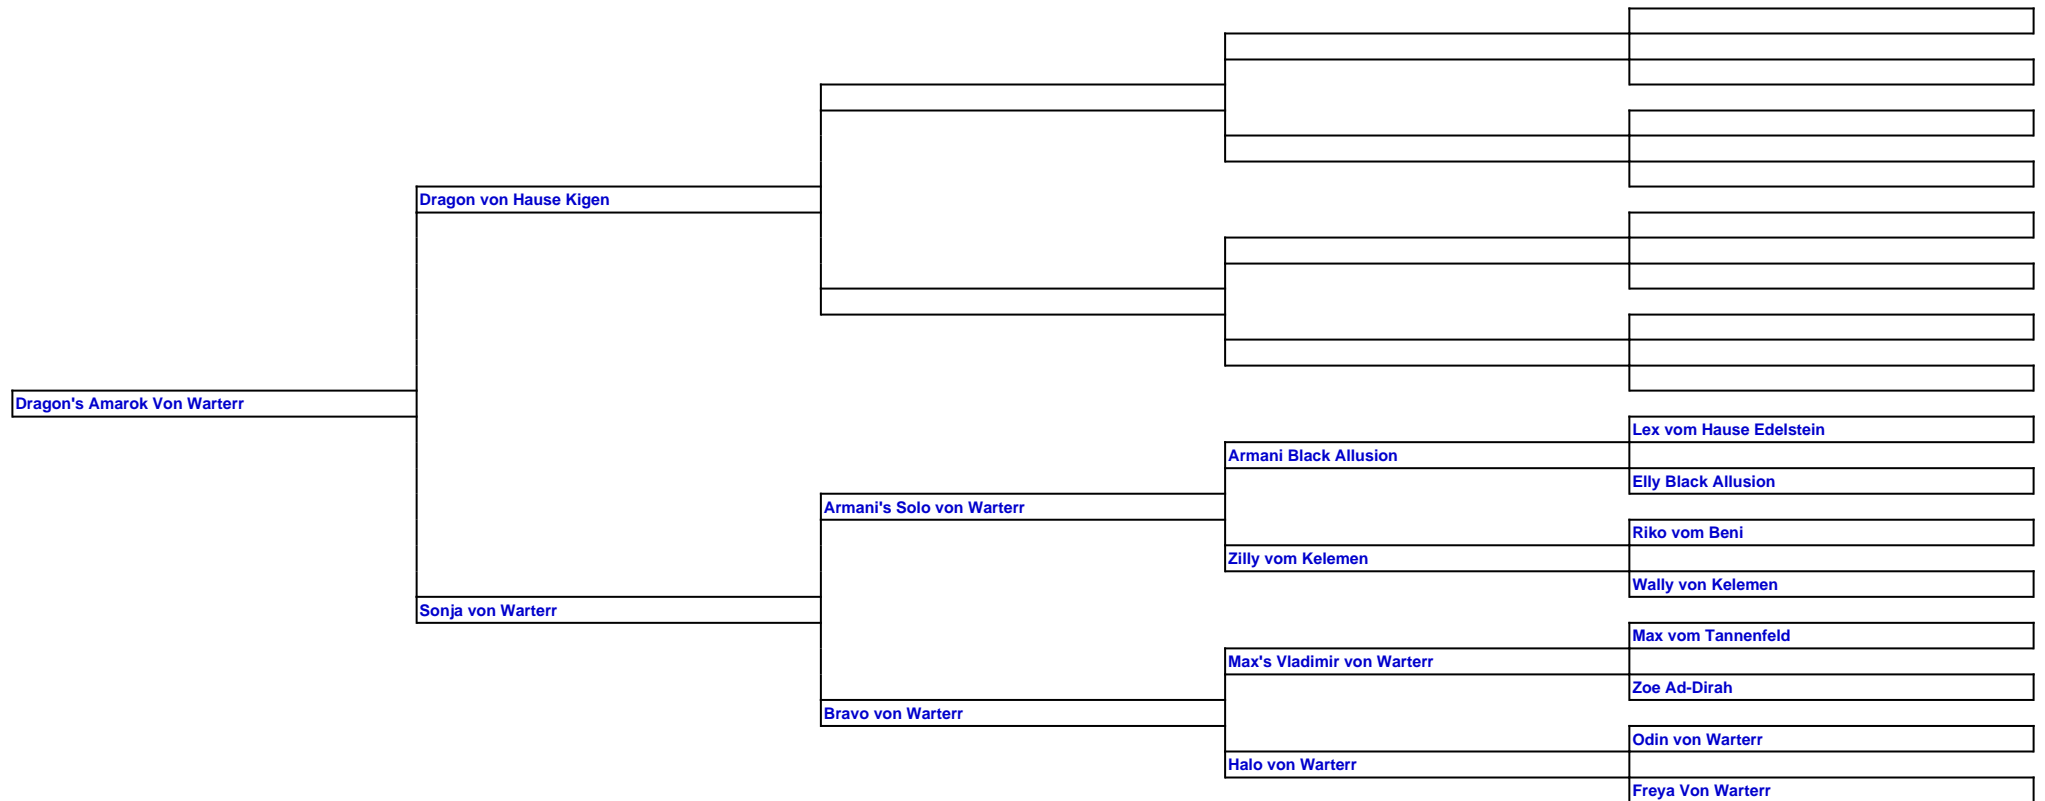 Dragon von Hause Kigen
Dragon's Amarok Von Warterr
Lex vom Hause Edelstein
Armani Black Allusion
Elly Black Allusion
Armani's Solo von Warterr
Riko vom Beni
Zilly vom Kelemen
Wally von Kelemen
Sonja von Warterr
Max vom Tannenfeld
Max's Vladimir von Warterr
Zoe Ad-Dirah
Bravo von Warterr
Odin von Warterr
Halo von Warterr
Freya Von Warterr